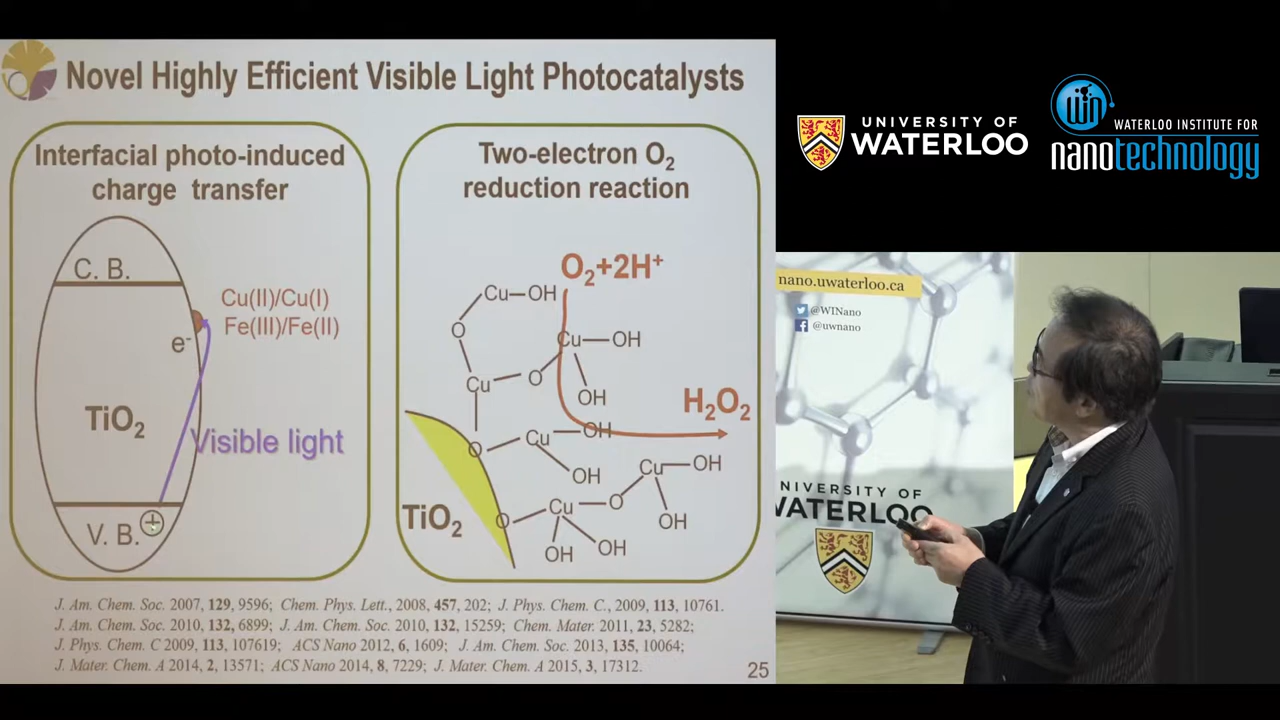 Novel Highly Efficient Visible Light Photocatalysts
Interfacial photo-induced
charge transfer
C. B.
Cu(II)/Cu(I)
Fe(III)/Fe(II)
e-
TiO2
Visible light
V. B.
+
Two-electron O2
reduction reaction
O2+2H+
Cu—OH
O
Cu—OH
Cu
O
OH
H2O2
Cu—OH
O
OH
Cu—OH
TiO2
O
Cu
O
OH
OH
OH
J. Am. Chem. Soc. 2007, 129, 9596; Chem. Phys. Lett., 2008, 457, 202; J. Phys. Chem. C., 2009, 113, 10761.
J. Am. Chem. Soc. 2010, 132, 6899; J. Am. Chem. Soc. 2010, 132, 15259; Chem. Mater. 2011, 23, 5282;
J. Phys. Chem. C 2009, 113, 107619; ACS Nano 2012, 6, 1609; J. Am. Chem. Soc. 2013, 135, 10064;
J. Mater. Chem. A 2014, 2, 13571; ACS Nano 2014, 8, 7229; J. Mater. Chem. A 2015, 3, 17312.
25
UNIVERSITY OF
WATERLOO
WIN
WATERLOO INSTITUTE FOR
nanotechnology
nano.uwaterloo.ca
@WINano
@uwnano
NIVERSITY OF
WATERLOO